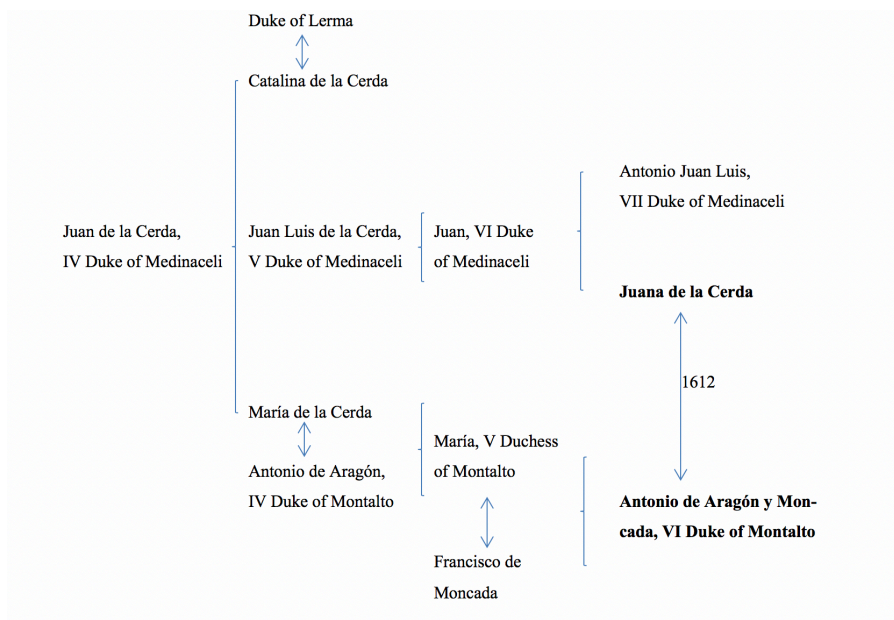 Duke of Lerma
Catalina de la Cerda
Antonio Juan Luis,
VII Duke of Medinaceli
Juan de la Cerda,
IV Duke of Medinaceli
Juan Luis de la Cerda,
V Duke of Medinaceli
Juan, VI Duke
of Medinaceli
Juana de la Cerda
1612
María de la Cerda
María, V Duchess
of Montalto
Antonio de Aragón,
IV Duke of Montalto
Antonio de Aragón y Mon-
cada, VI Duke of Montalto
Francisco de
Moncada